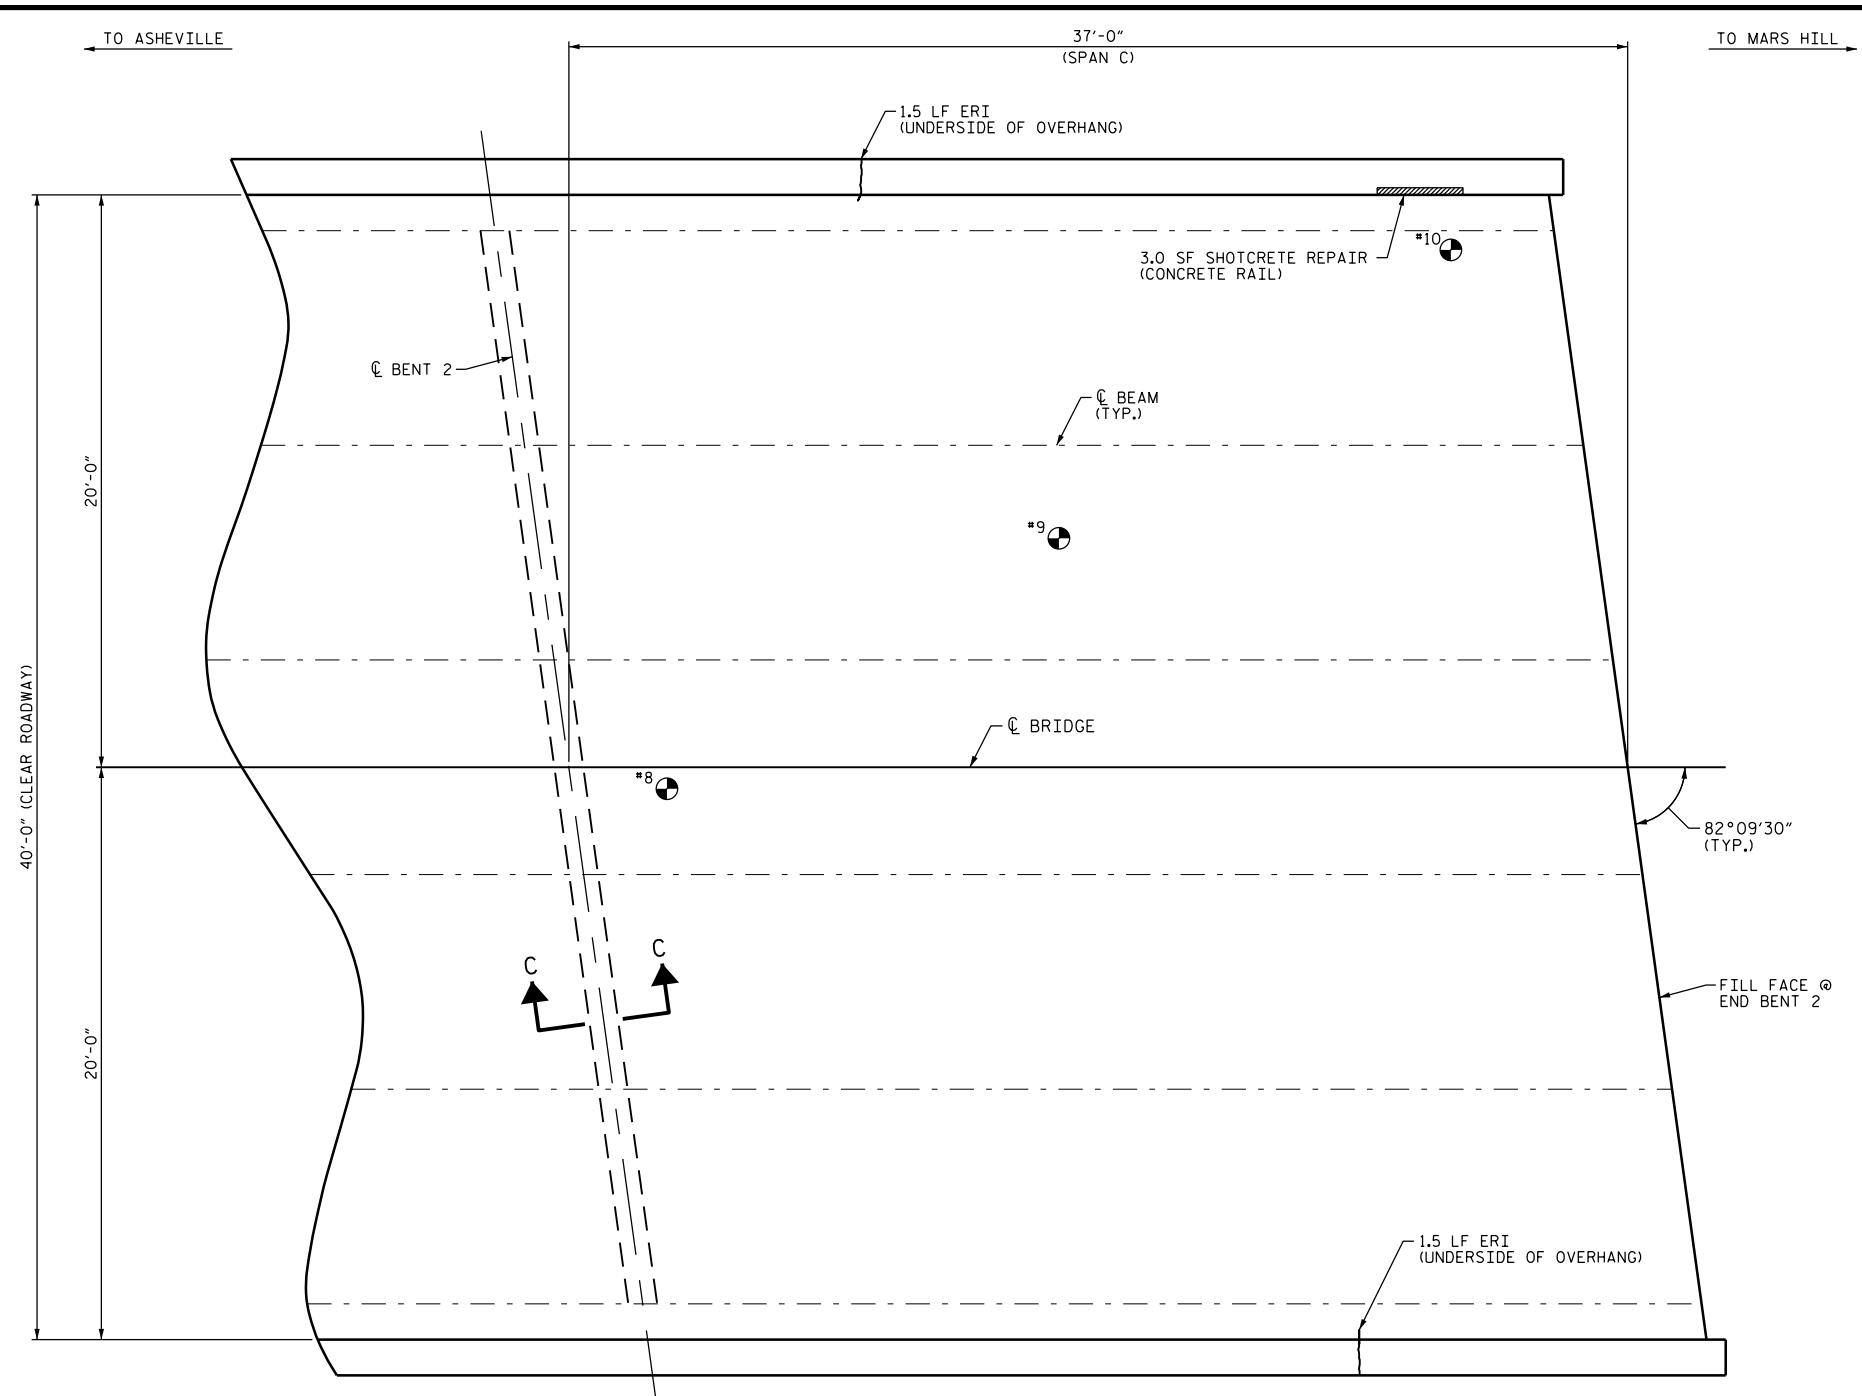 TO ASHEVILLE
37'-0"
(SPAN C)
TO MARS HILL
1.5 LF ERI
(UNDERSIDE OF OVERHANG)
#10
3.0 SF SHOTCRETE REPAIR
(CONCRETE RAIL)
℄ BENT 2
℄ BEAM
(TYP.)
20'-0"
#9
40'-0" (CLEAR ROADWAY)
℄ BRIDGE
#8
82°09'30"
(TYP.)
C
C
FILL FACE @
END BENT 2
20'-0"
1.5 LF ERI
(UNDERSIDE OF OVERHANG)